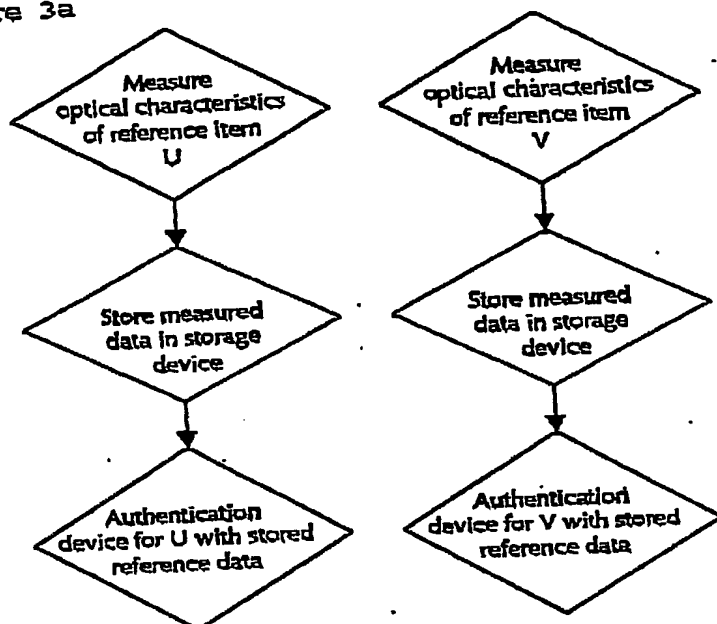 3a
Measure
optical characteristics
of reference item
U
Store measured
data in storage
device
Authentication
device for U with stored
reference data
Measure
optical characteristics
of reference item
V
Store measured
data in storage
device
Authentication
device for V with stored
reference data